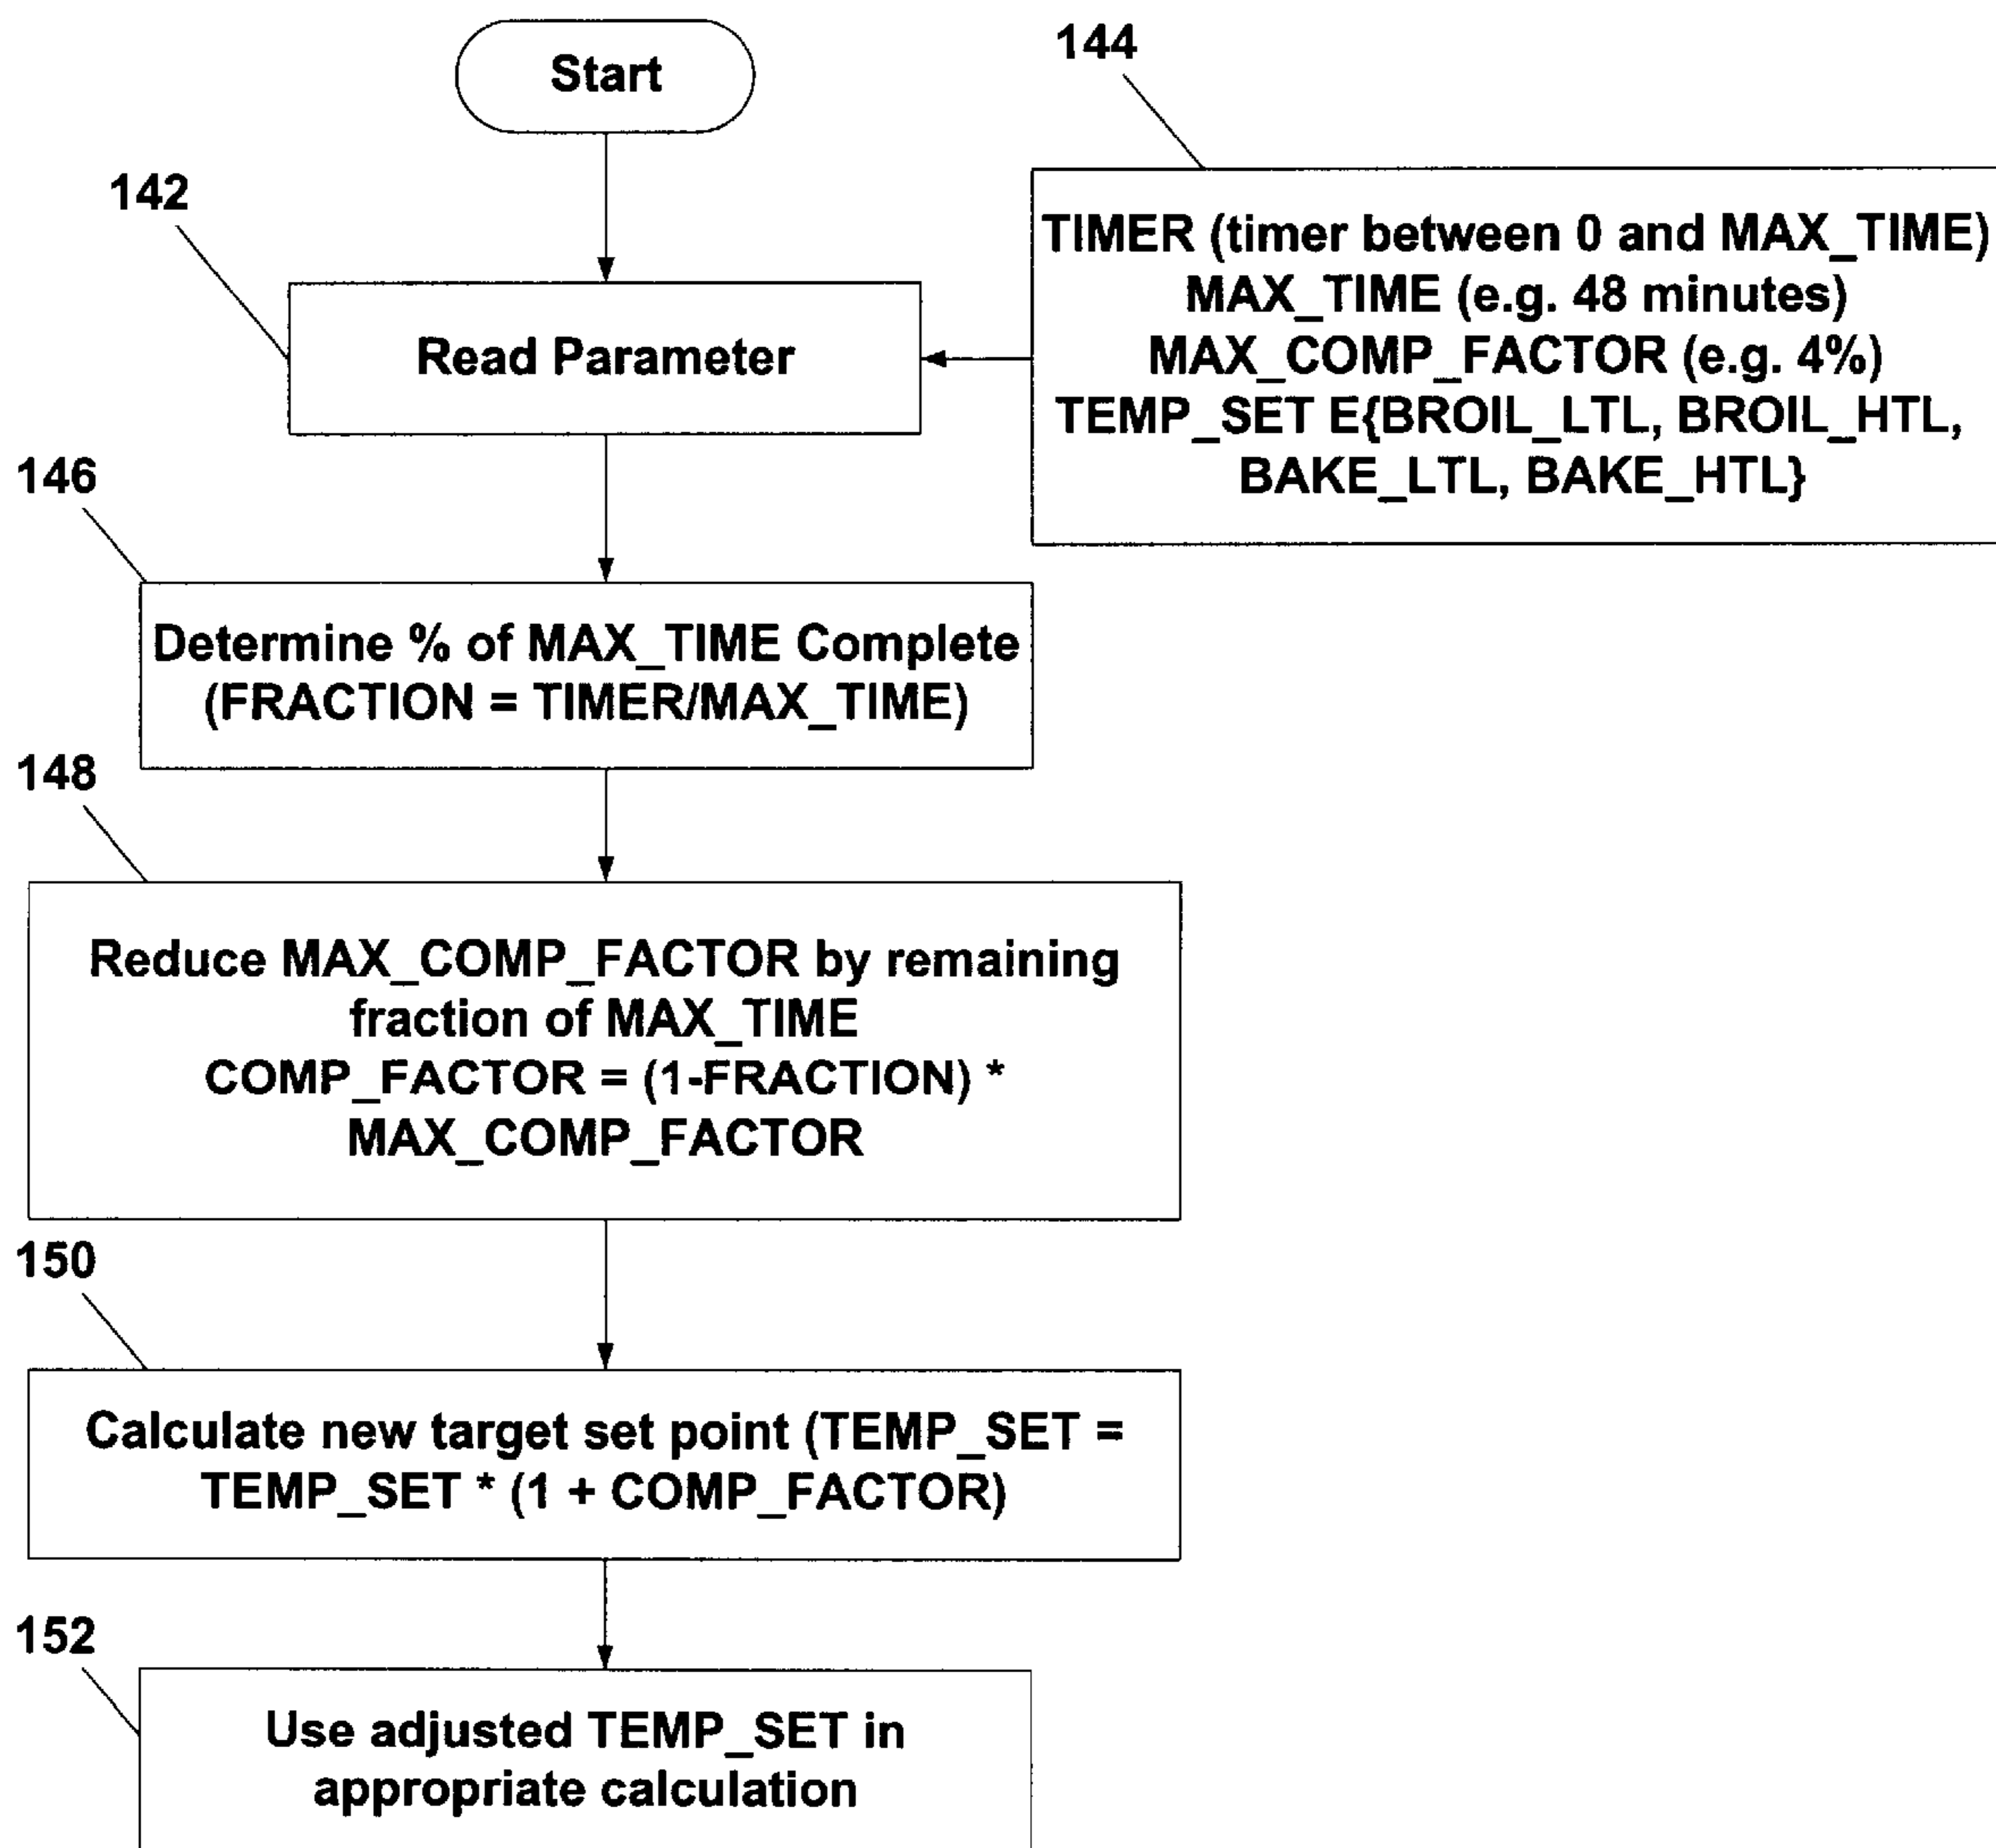 Start
144
TIMER (timer between 0 and MAX_TIME)
MAX_TIME (e.g. 48 minutes)
MAX_COMP_FACTOR (e.g. 4%)
TEMP_SET E{BROIL_LTL, BROIL_HTL,
BAKE_LTL, BAKE_HTL}
142
Read Parameter
146
Determine % of MAX_TIME Complete
(FRACTION = TIMER/MAX_TIME)
148
Reduce MAX_COMP_FACTOR by remaining
fraction of MAX_TIME
COMP_FACTOR = (1-FRACTION) *
MAX_COMP_FACTOR
150
Calculate new target set point (TEMP_SET =
TEMP_SET * (1 + COMP_FACTOR)
152
Use adjusted TEMP_SET in
appropriate calculation